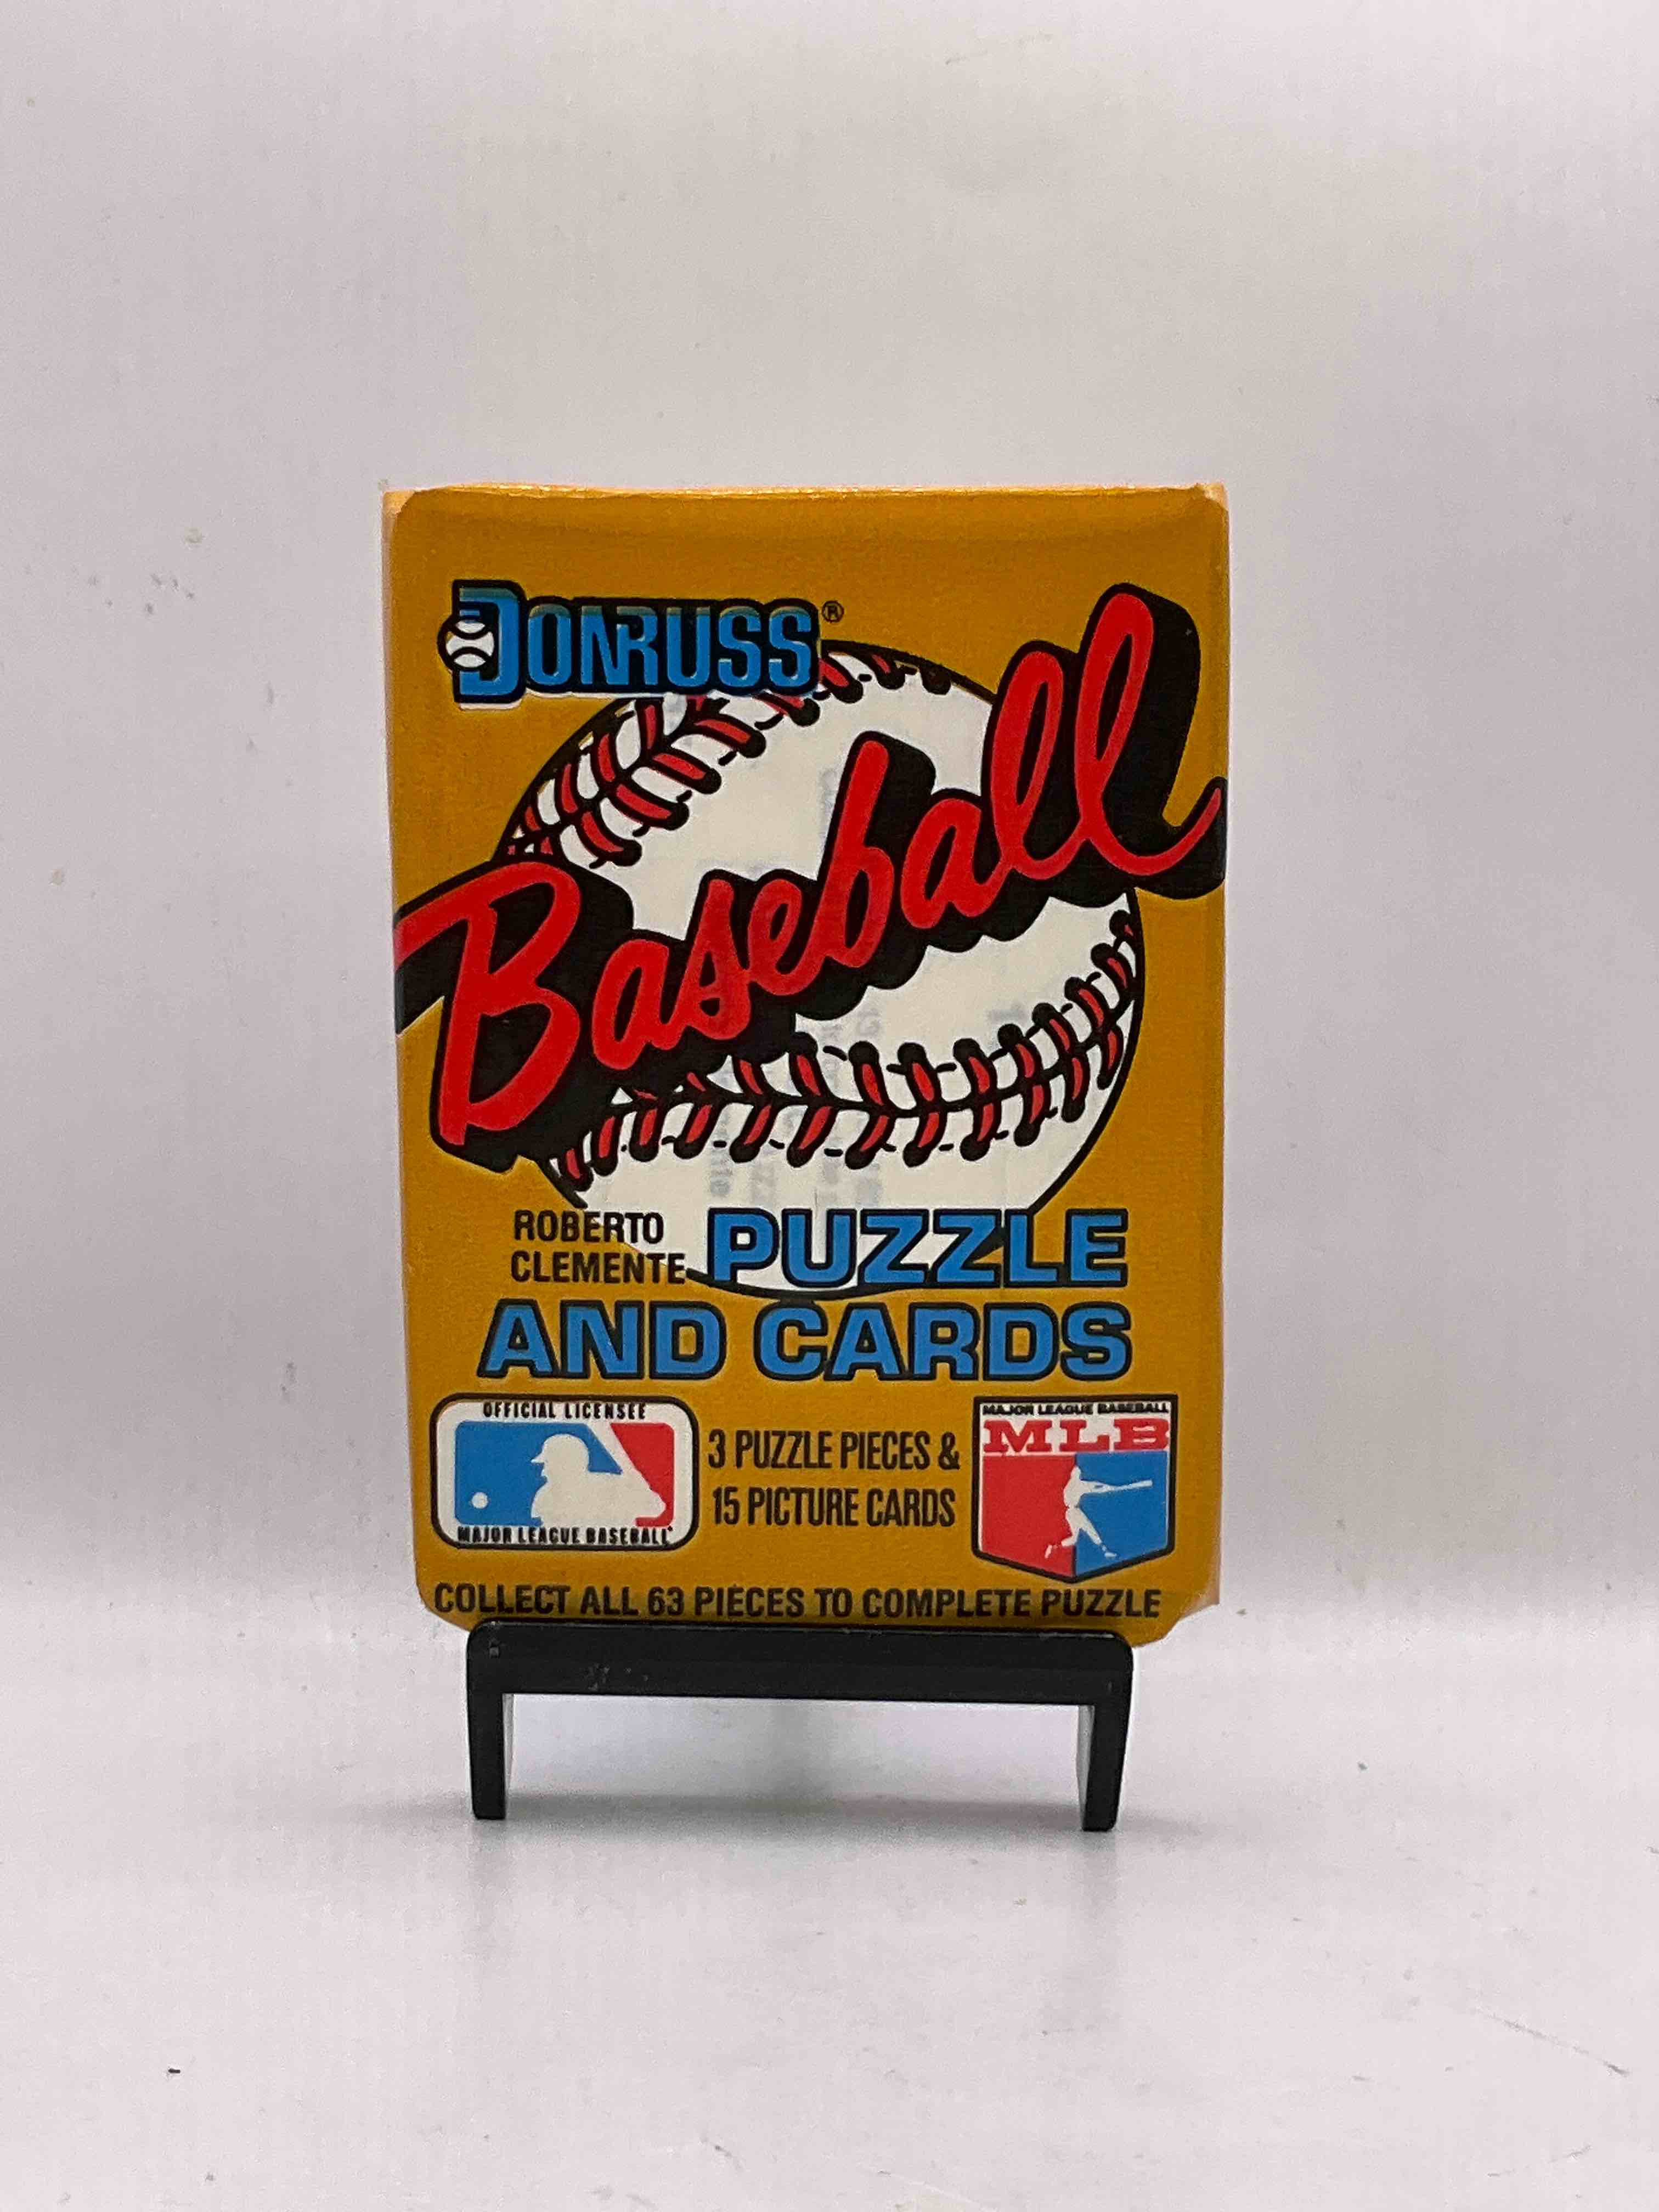 DONRUSS®
Baseball
ROBERTO
CLEMENTE
PUZZLE
AND CARDS
OFFICIAL LICENSEE
MAJOR LEAGUE BASEBALL
3 PUZZLE PIECES &
15 PICTURE CARDS
MAJOR LEAGUE BASEBALL
MLB
COLLECT ALL 63 PIECES TO COMPLETE PUZZLE